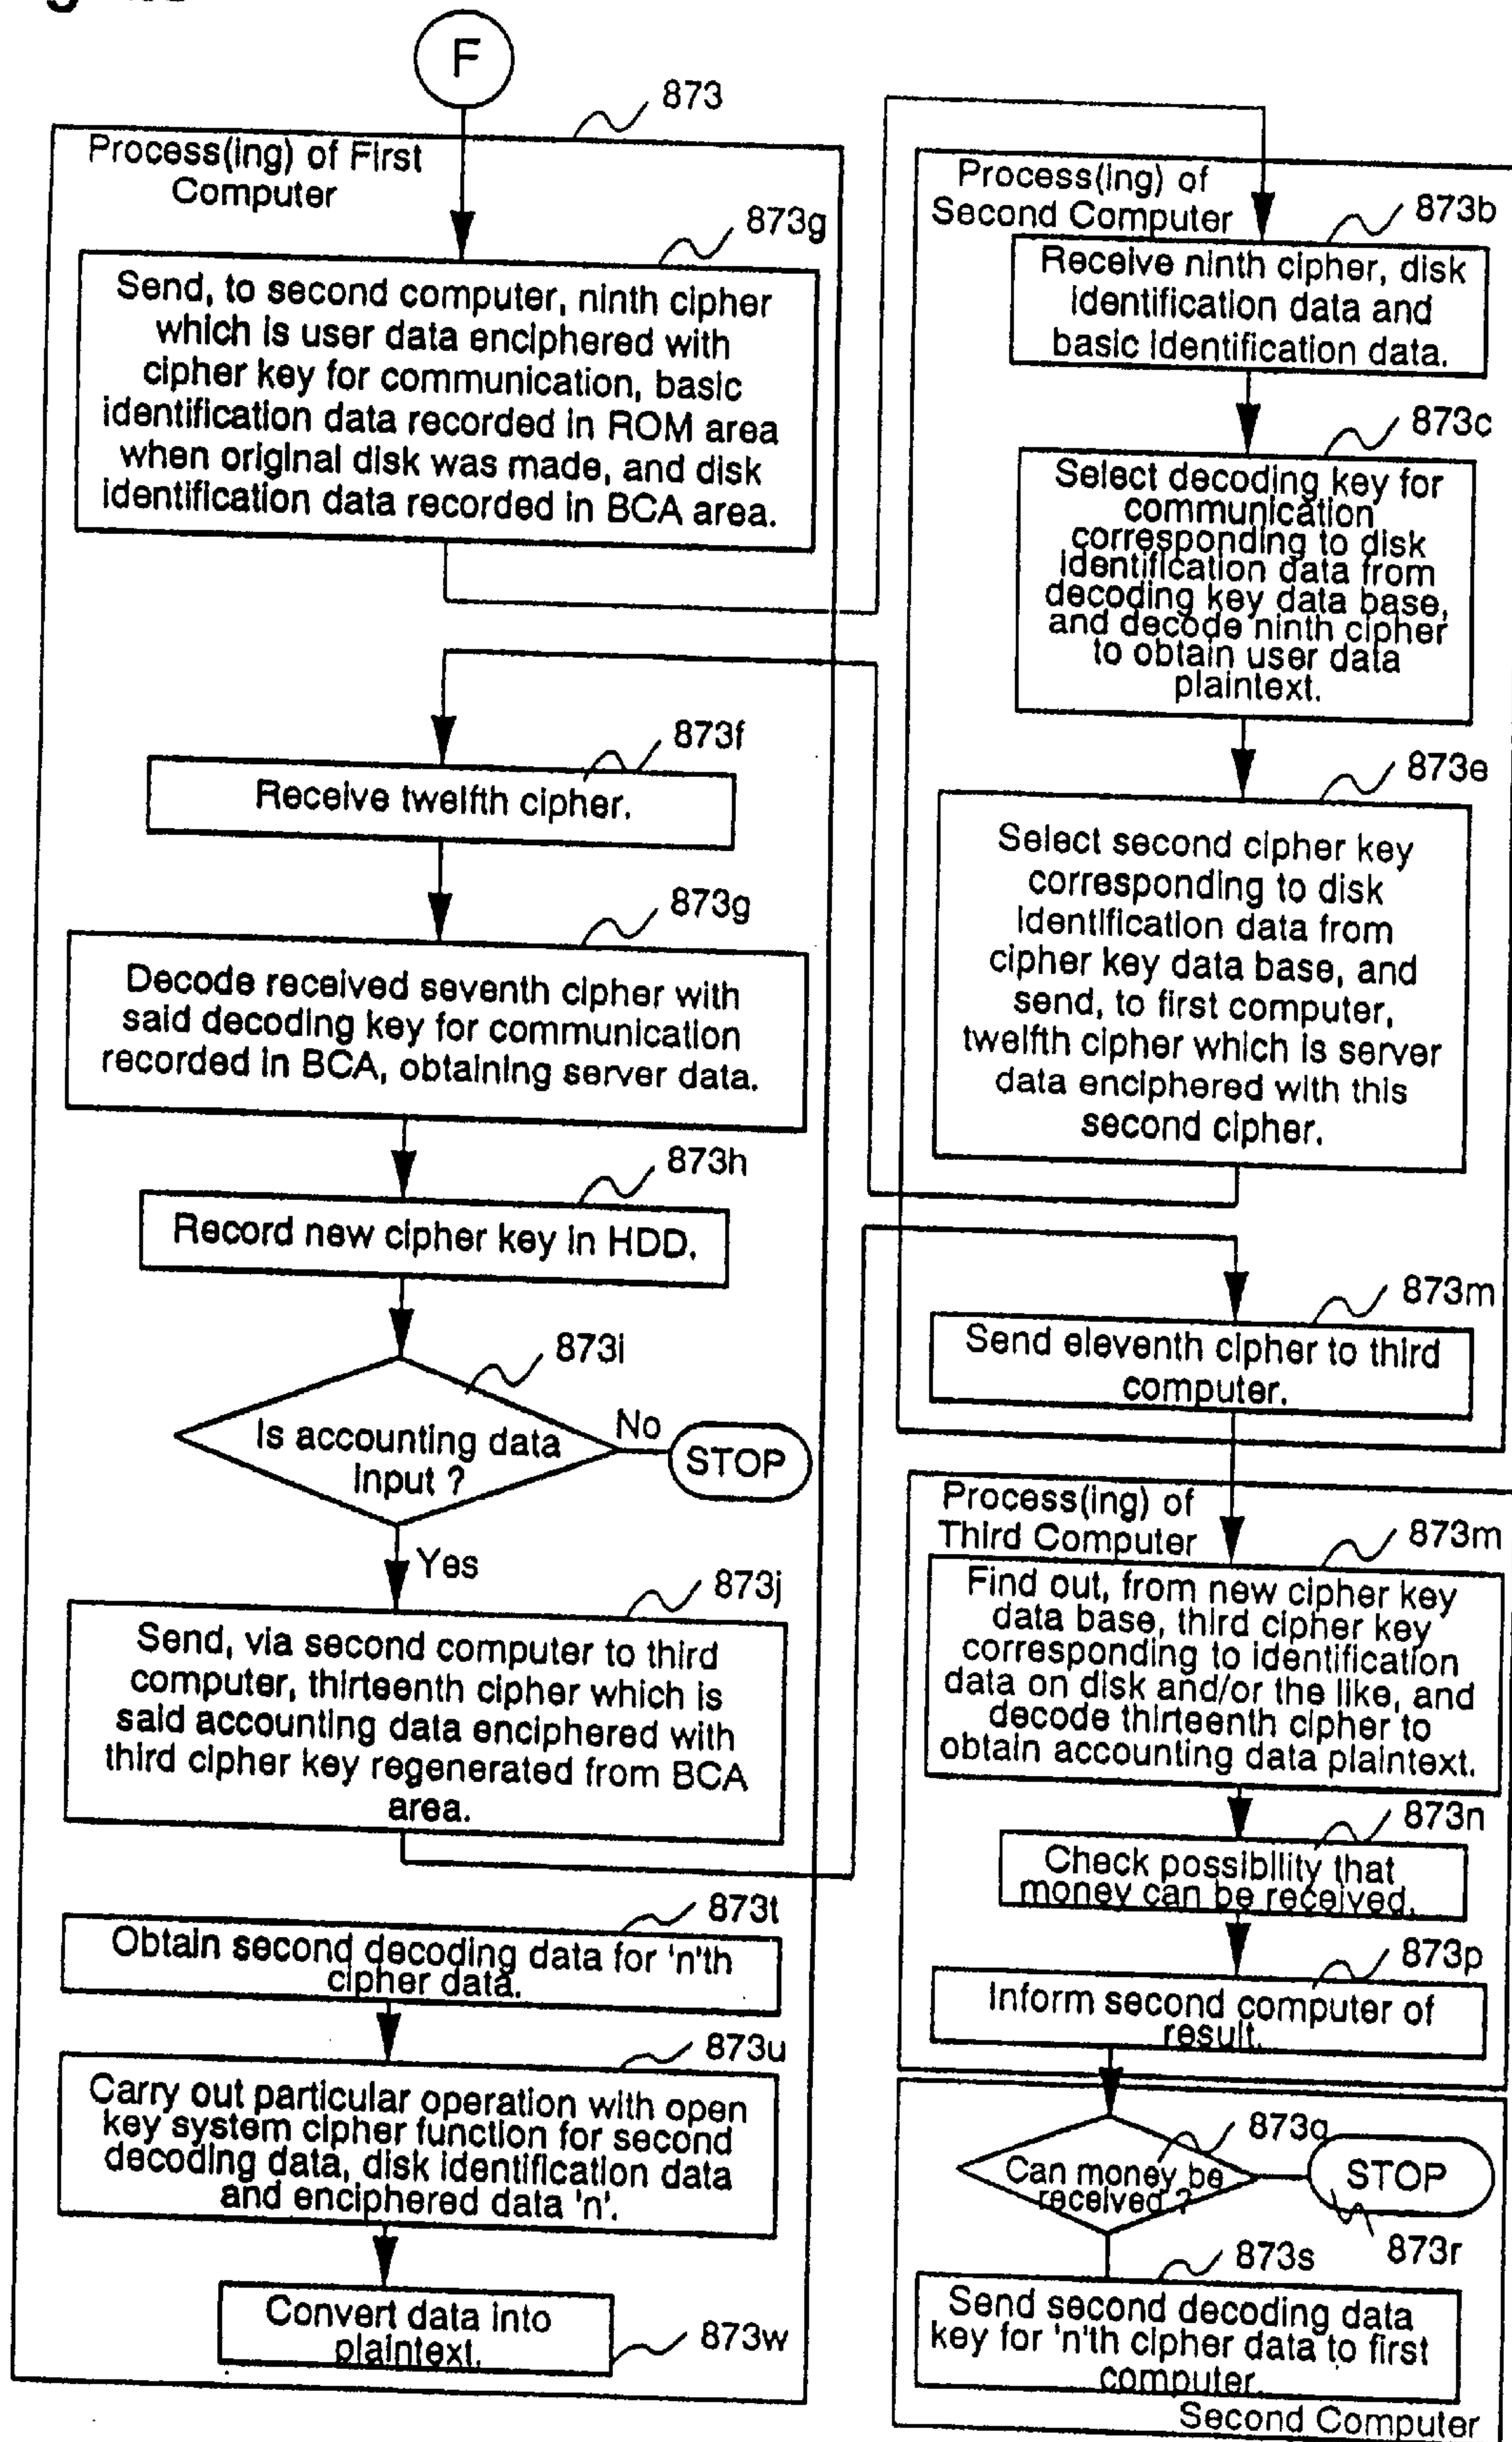 F
873
Process(ing) of First
Computer
873g
Send, to second computer, ninth cipher
which is user data enciphered with
cipher key for communication, basic
identification data recorded in ROM area
when original disk was made, and disk
identification data recorded in BCA area.
873f
Receive twelfth cipher.
873g
Decode received seventh cipher with
said decoding key for communication
recorded in BCA, obtaining server data.
873h
Record new cipher key in HDD.
873i
Is accounting data
input ?
No
STOP
Yes
873j
Send, via second computer to third
computer, thirteenth cipher which is
said accounting data enciphered with
third cipher key regenerated from BCA
area.
873t
Obtain second decoding data for 'n'th
cipher data.
873u
Carry out particular operation with open
key system cipher function for second
decoding data, disk identification data
and enciphered data 'n'.
Convert data into
plaintext.
873w
Process(ing) of
Second Computer
873b
Receive ninth cipher, disk
identification data and
basic identification data.
873c
Select decoding key for
communication
corresponding to disk
identification data from
decoding key data base,
and decode ninth cipher
to obtain user data
plaintext.
873e
Select second cipher key
corresponding to disk
identification data from
cipher key data base, and
send, to first computer,
twelfth cipher which is server
data enciphered with this
second cipher.
873m
Send eleventh cipher to third
computer.
Process(ing) of
Third Computer
873m
Find out, from new cipher key
data base, third cipher key
corresponding to identification
data on disk and/or the like, and
decode thirteenth cipher to
obtain accounting data plaintext.
873n
Check possibility that
money can be received.
873p
Inform second computer of
result.
873q
Can money be
received ?
STOP
873r
873s
Send second decoding data
key for 'n'th cipher data to first
computer.
Second Computer